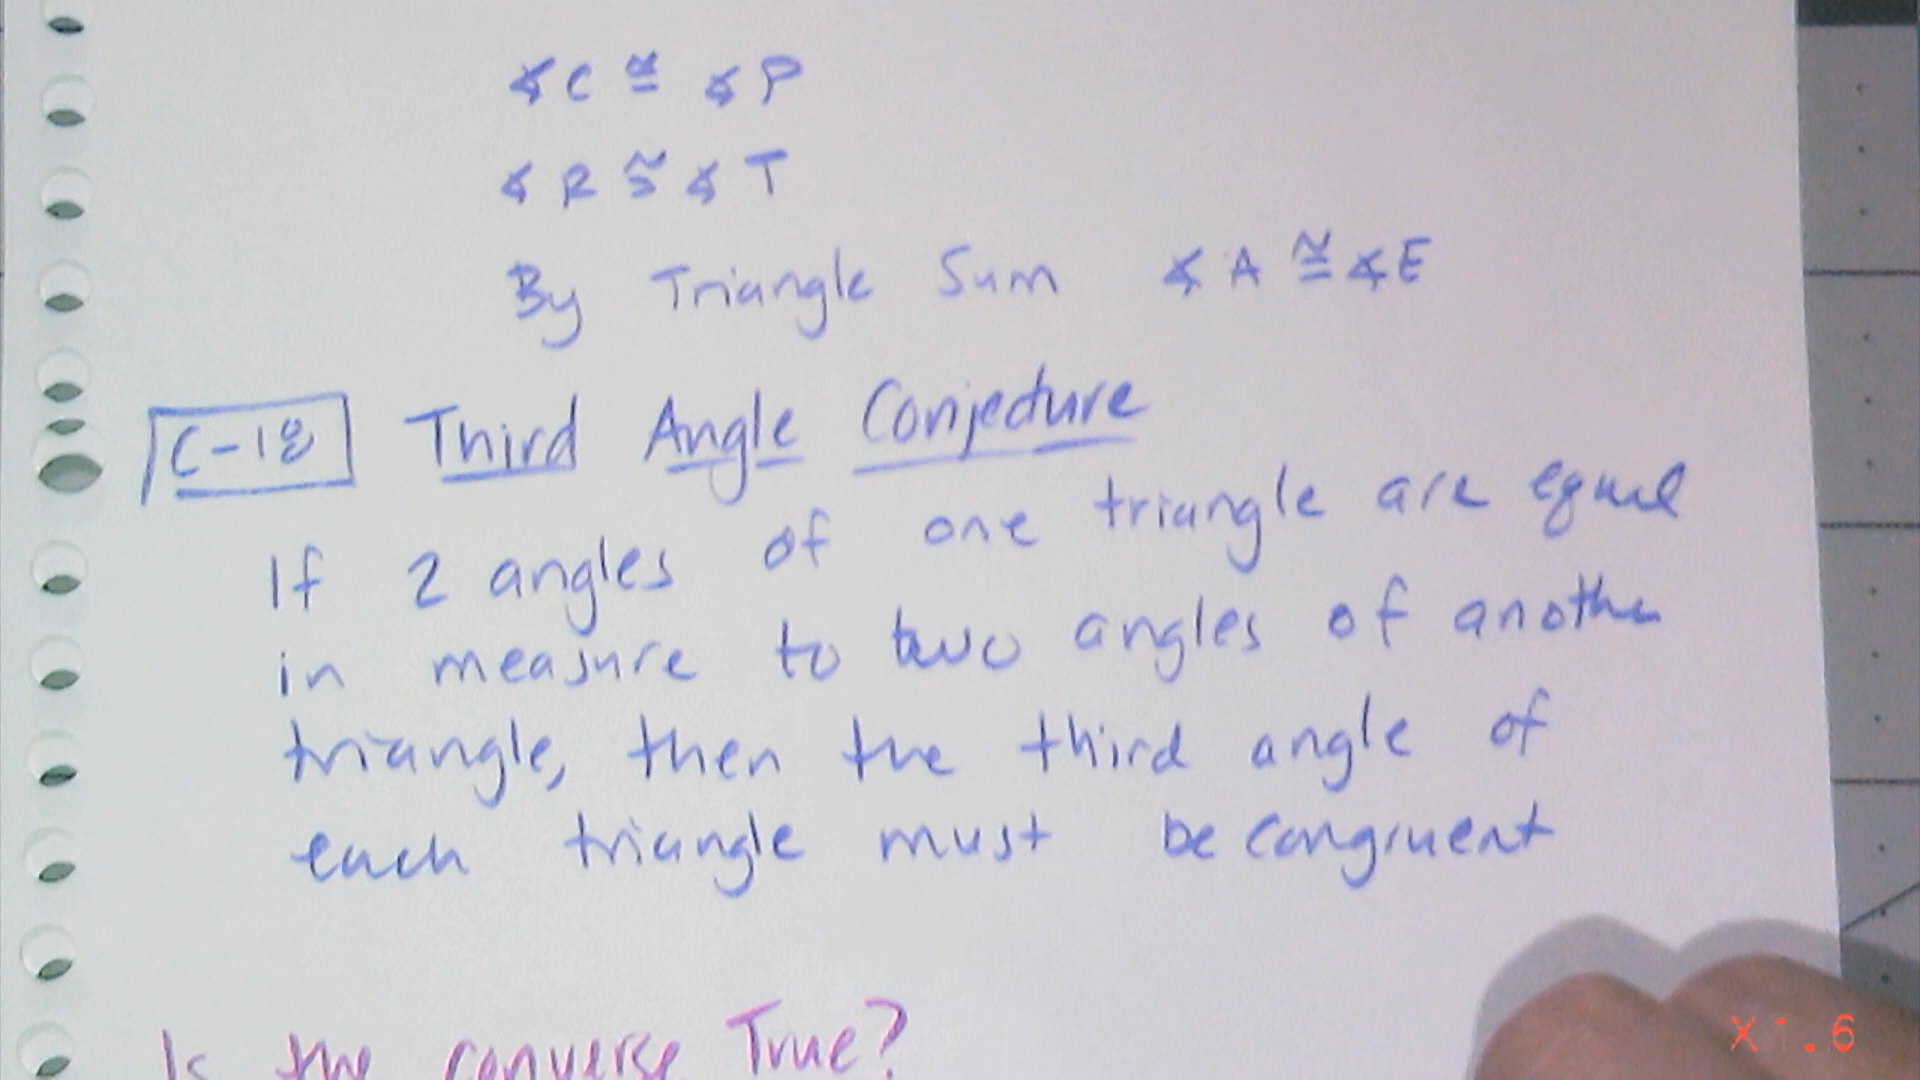 ∡C ≅ ∡P
∡R ≅ ∡T
By Triangle Sum ∡A ≅ ∡E
C-18 Third Angle Conjecture
If 2 angles of one triangle are equal
in measure to two angles of another
triangle, then the third angle of
each triangle must be congruent
Is the converse True?
X1.6